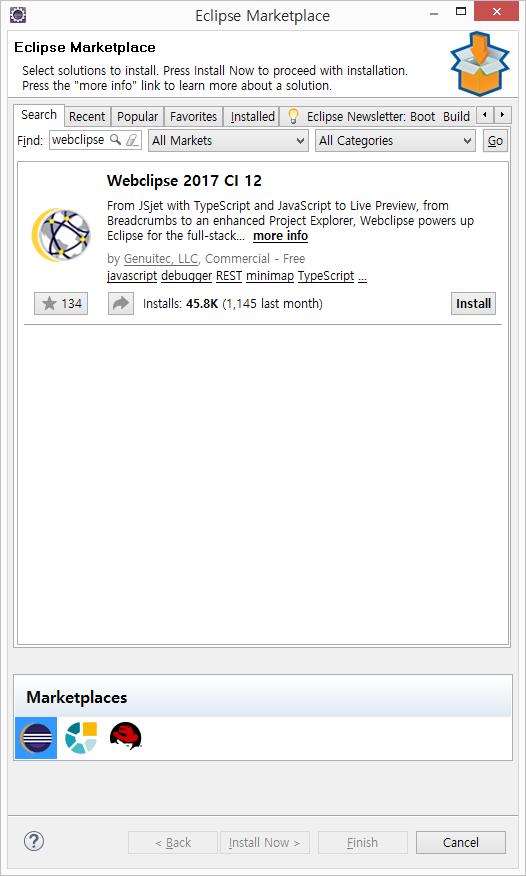 Eclipse Marketplace
Eclipse Marketplace
Select solutions to install. Press Install Now to proceed with installation.
Press the "more info" link to learn more about a solution.
Search Recent Popular Favorites Installed Eclipse Newsletter: Boot Build
Find: webclipse All Markets All Categories Go
Webclipse 2017 CI 12
From JSjet with TypeScript and JavaScript to Live Preview, from
Breadcrumbs to an enhanced Project Explorer, Webclipse powers up
Eclipse for the full-stack... more info
by Genuitec, LLC, Commercial - Free
javascript debugger REST minimap TypeScript ...
134 Installs: 45.8K (1,145 last month) Install
Marketplaces
? < Back Install Now > Finish Cancel